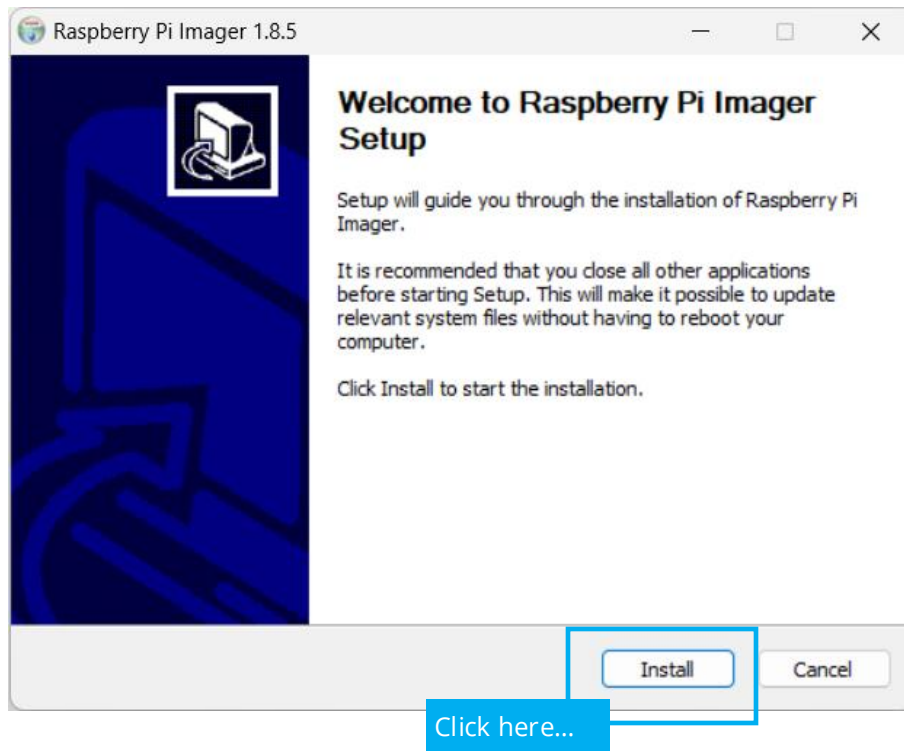 Raspberry Pi Imager 1.8.5
Welcome to Raspberry Pi Imager
Setup
Setup will guide you through the installation of Raspberry Pi
Imager.
It is recommended that you close all other applications
before starting Setup. This will make it possible to update
relevant system files without having to reboot your
computer.
Click Install to start the installation.
Install
Cancel
Click here...